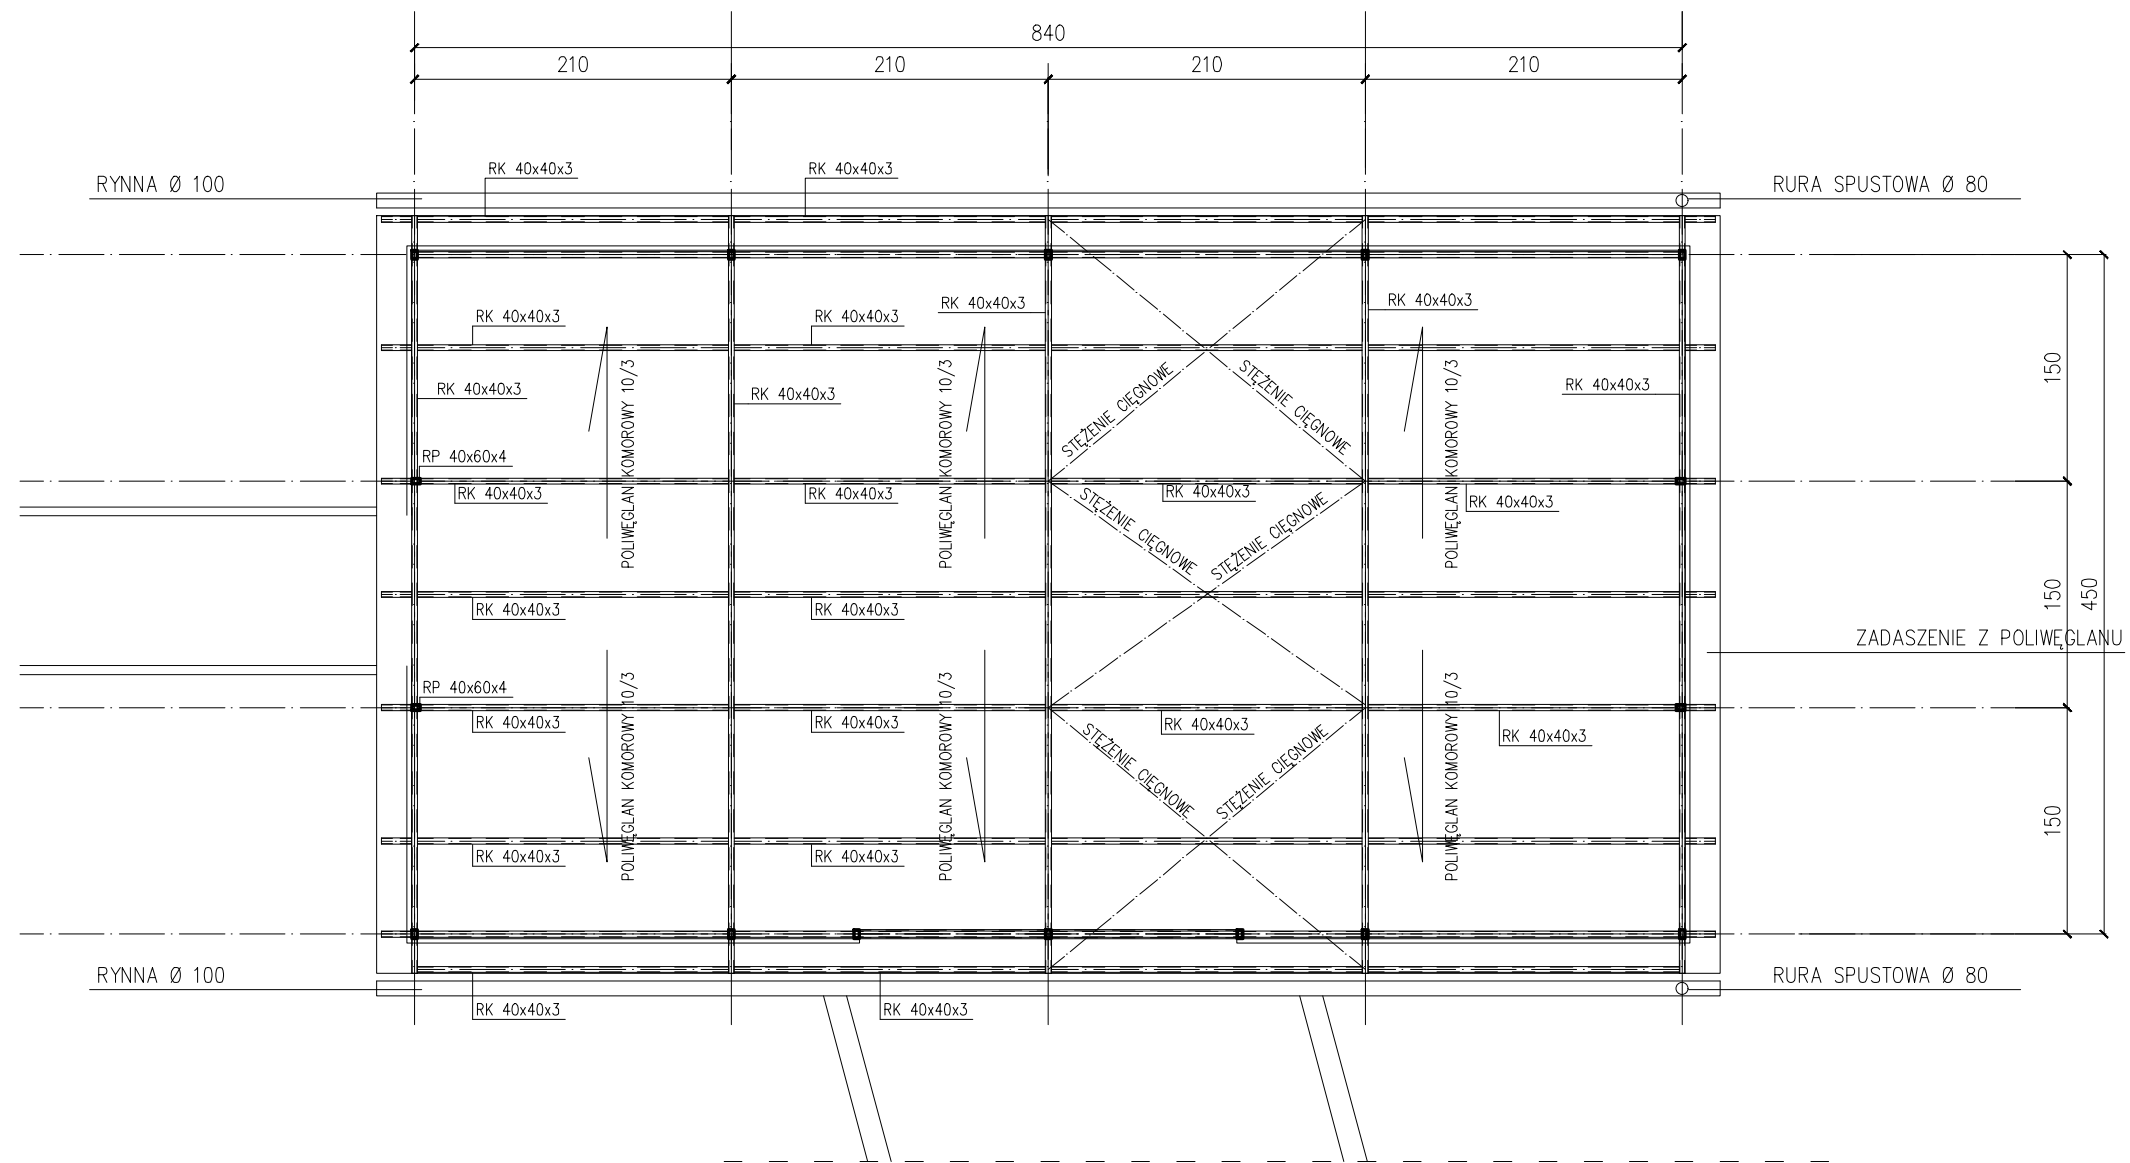 840
210
210
210
210
RK 40x40x3
RK 40x40x3
RYNNA Ø 100
RURA SPUSTOWA Ø 80
RK 40x40x3
RK 40x40x3
RK 40x40x3
RK 40x40x3
POLIWĘGLAN KOMOROWY 10/3
POLIWĘGLAN KOMOROWY 10/3
STĘŻENIE CIĘGNOWE
STĘŻENIE CIĘGNOWE
POLIWĘGLAN KOMOROWY 10/3
150
RK 40x40x3
RK 40x40x3
RK 40x40x3
RP 40x60x4
RK 40x40x3
RK 40x40x3
RK 40x40x3
RK 40x40x3
STĘŻENIE CIĘGNOWE
STĘŻENIE CIĘGNOWE
150
450
RK 40x40x3
RK 40x40x3
ZADASZENIE Z POLIWĘGLANU
RP 40x60x4
RK 40x40x3
RK 40x40x3
RK 40x40x3
RK 40x40x3
POLIWĘGLAN KOMOROWY 10/3
POLIWĘGLAN KOMOROWY 10/3
STĘŻENIE CIĘGNOWE
STĘŻENIE CIĘGNOWE
POLIWĘGLAN KOMOROWY 10/3
150
RK 40x40x3
RK 40x40x3
RYNNA Ø 100
RURA SPUSTOWA Ø 80
RK 40x40x3
RK 40x40x3